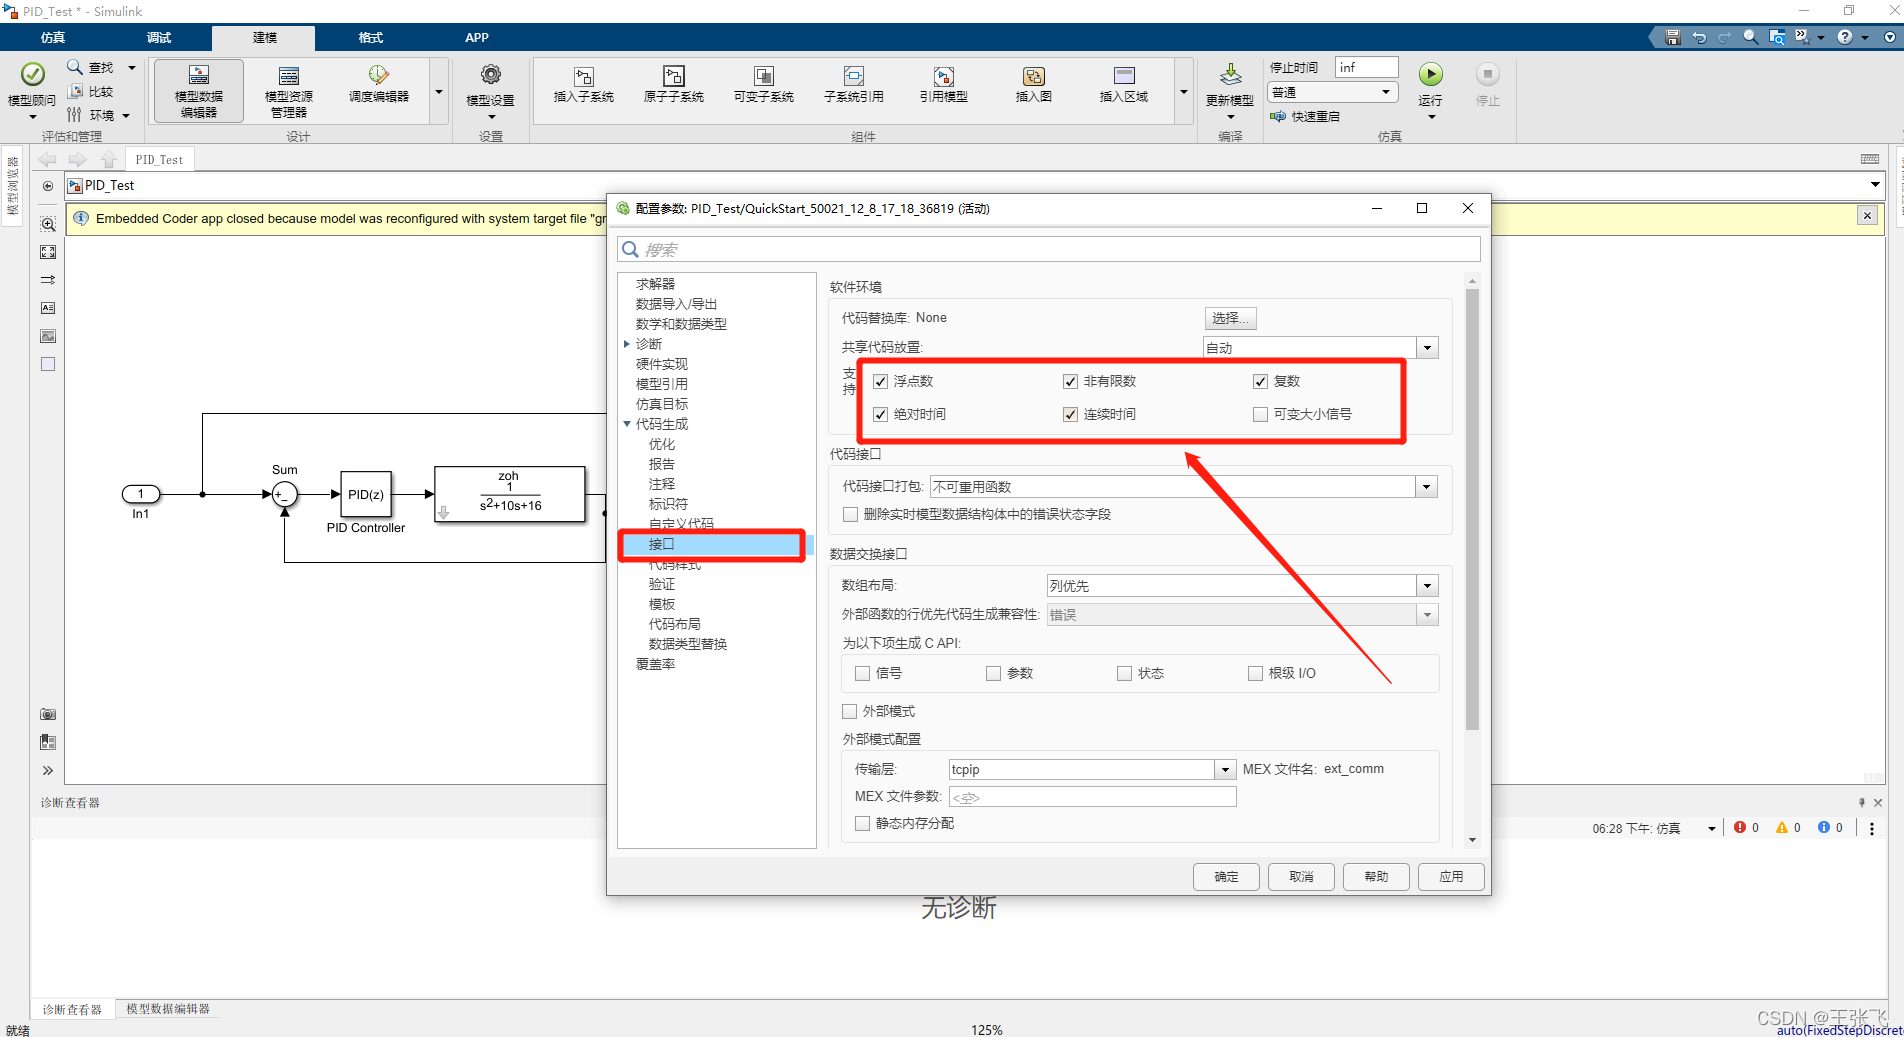 PID_Test * - Simulink
仿真 调试 建模 格式 APP
模型顾问
查找
比较
环境
评估和管理
模型数据
编辑器
模型资源
管理器
调度编辑器
设计
模型设置
设置
插入子系统 原子子系统 可变子系统 子系统引用 引用模型 插入图 插入区域
组件
更新模型
编译
停止时间 inf
普通
快速重启
运行
停止
仿真
模型浏览器
PID_Test
PID_Test
Embedded Coder app closed because model was reconfigured with system target file "gr
1
In1
Sum
+
_
PID(z)
PID Controller
zoh
1
s²+10s+16
配置参数: PID_Test/QuickStart_50021_12_8_17_18_36819 (活动)
搜索
求解器
数据导入/导出
数学和数据类型
诊断
硬件实现
模型引用
仿真目标
代码生成
优化
报告
注释
标识符
自定义代码
接口
代码样式
验证
模板
代码布局
数据类型替换
覆盖率
软件环境
代码替换库: None 选择...
共享代码放置: 自动
支持
浮点数 非有限数 复数
绝对时间 连续时间 可变大小信号
代码接口
代码接口打包: 不可重用函数
删除实时模型数据结构体中的错误状态字段
数据交换接口
数组布局: 列优先
外部函数的行优先代码生成兼容性: 错误
为以下项生成 C API:
信号 参数 状态 根级 I/O
外部模式
外部模式配置
传输层: tcpip MEX 文件名: ext_comm
MEX 文件参数: <空>
静态内存分配
确定 取消 帮助 应用
诊断查看器
06:28 下午: 仿真 0 0 0
无诊断
诊断查看器 模型数据编辑器
就绪 125% auto(FixedStepDiscret
CSDN @王张飞